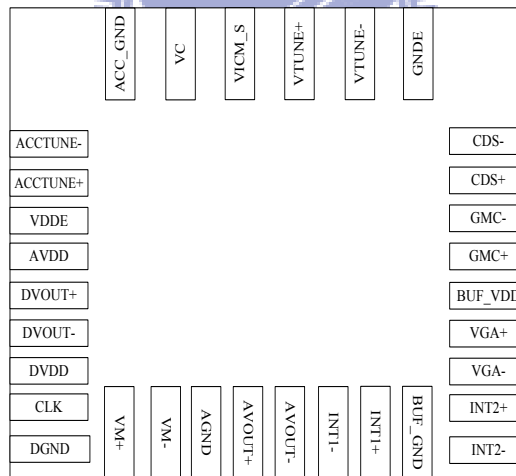 ACC_GND
VC
VICM_S
VTUNE+
VTUNE-
GNDE
ACCTUNE-
ACCTUNE+
VDDE
AVDD
DVOUT+
DVOUT-
DVDD
CLK
DGND
CDS-
CDS+
GMC-
GMC+
BUF_VDD
VGA+
VGA-
INT2+
INT2-
VM+
VM-
AGND
AVOUT+
AVOUT-
INT1-
INT1+
BUF_GND